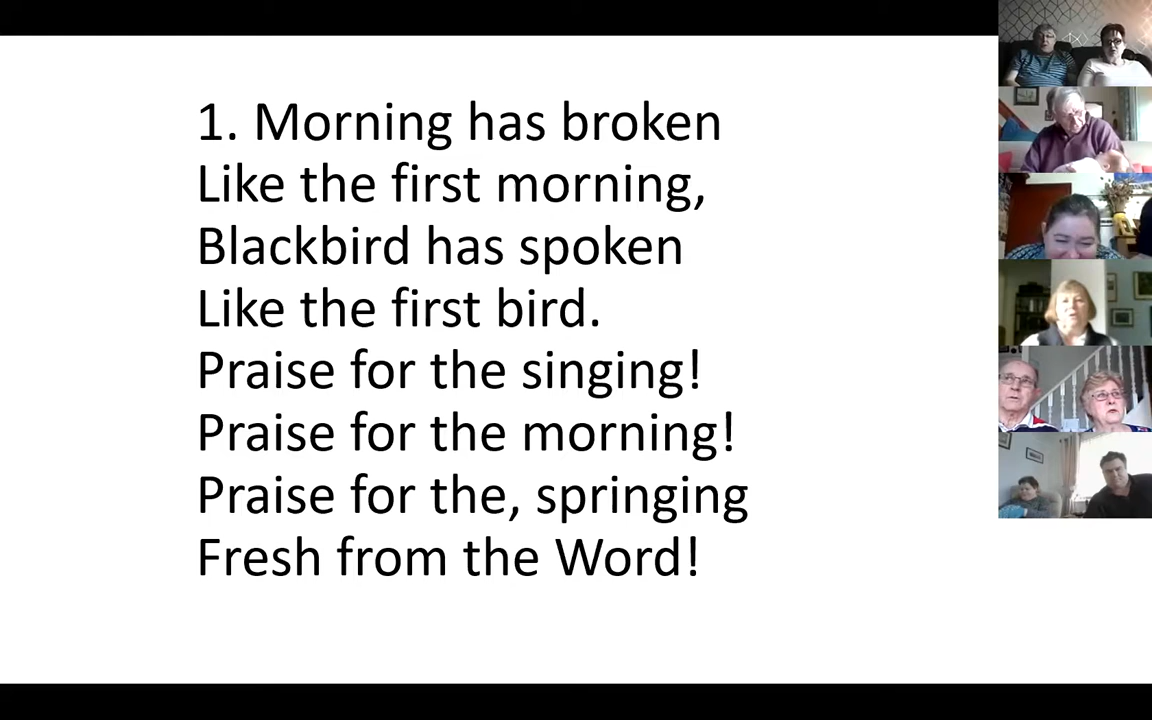 1. Morning has broken
Like the first morning,
Blackbird has spoken
Like the first bird.
Praise for the singing!
Praise for the morning!
Praise for the, springing
Fresh from the Word!